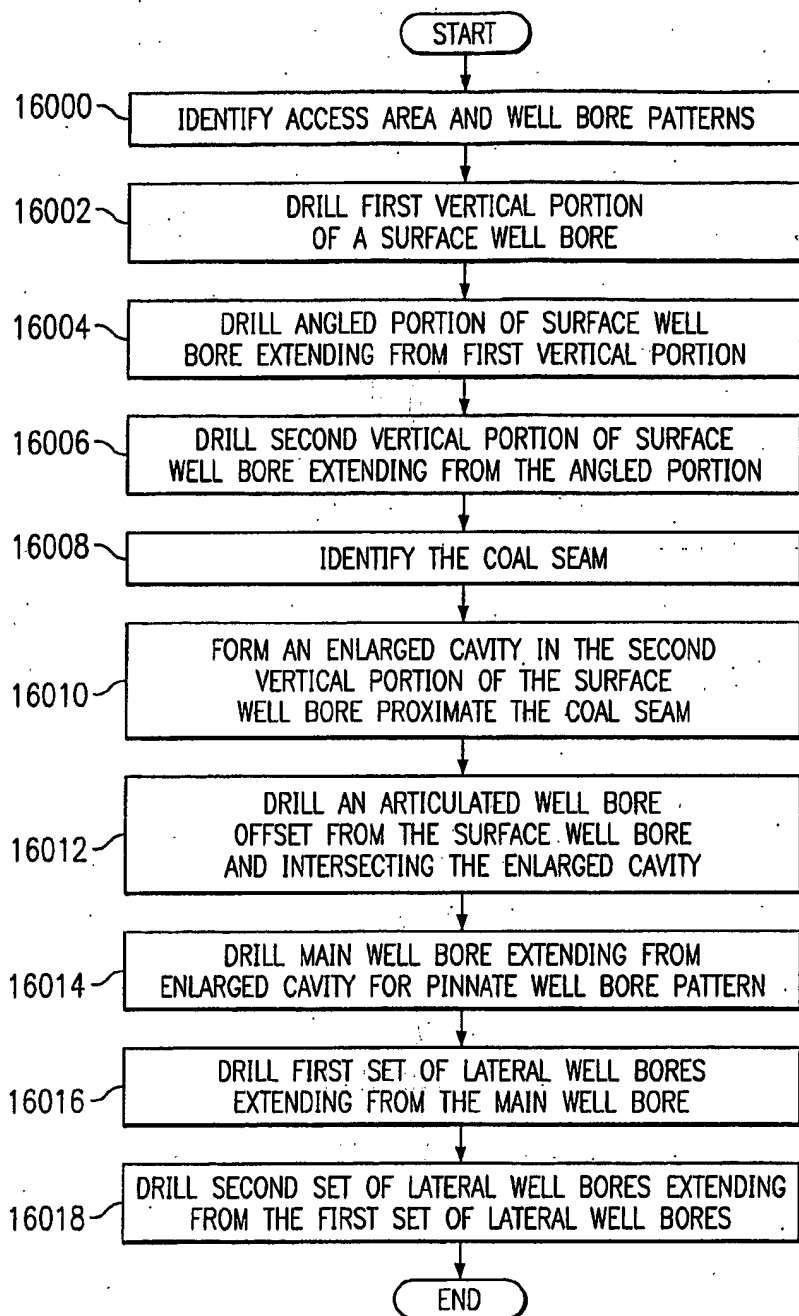 START
16000
IDENTIFY ACCESS AREA AND WELL BORE PATTERNS
16002
DRILL FIRST VERTICAL PORTION
OF A SURFACE WELL BORE
16004
DRILL ANGLED PORTION OF SURFACE WELL
BORE EXTENDING FROM FIRST VERTICAL PORTION
16006
DRILL SECOND VERTICAL PORTION OF SURFACE
WELL BORE EXTENDING FROM THE ANGLED PORTION
16008
IDENTIFY THE COAL SEAM
16010
FORM AN ENLARGED CAVITY IN THE SECOND
VERTICAL PORTION OF THE SURFACE
WELL BORE PROXIMATE THE COAL SEAM
16012
DRILL AN ARTICULATED WELL BORE
OFFSET FROM THE SURFACE WELL BORE
AND INTERSECTING THE ENLARGED CAVITY
16014
DRILL MAIN WELL BORE EXTENDING FROM
ENLARGED CAVITY FOR PINNATE WELL BORE PATTERN
16016
DRILL FIRST SET OF LATERAL WELL BORES
EXTENDING FROM THE MAIN WELL BORE
16018
DRILL SECOND SET OF LATERAL WELL BORES EXTENDING
FROM THE FIRST SET OF LATERAL WELL BORES
END